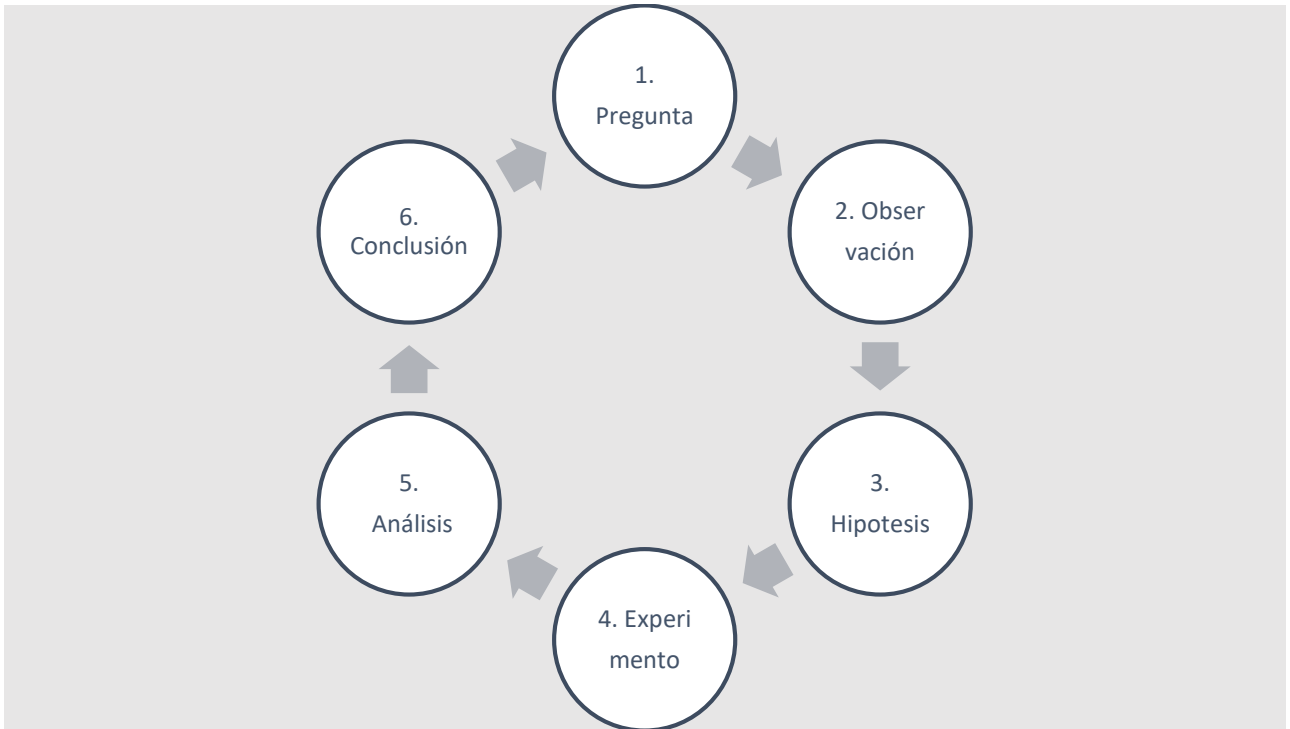 1.
Pregunta
2. Obser
vación
3.
Hipotesis
4. Experi
mento
5.
Análisis
6.
Conclusión